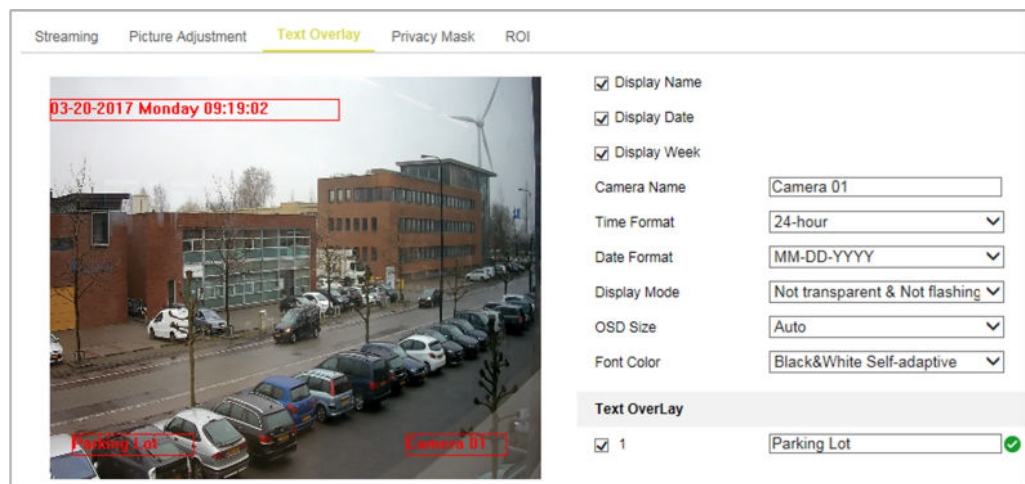 Streaming Picture Adjustment Text Overlay Privacy Mask ROI
03-20-2017 Monday 09:19:02
Parking Lot
Camera 01
Display Name
Display Date
Display Week
Camera Name Camera 01
Time Format 24-hour
Date Format MM-DD-YYYY
Display Mode Not transparent & Not flashing
OSD Size Auto
Font Color Black&White Self-adaptive
Text OverLay
1 Parking Lot